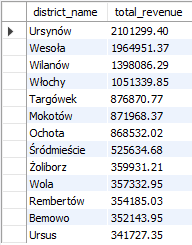 district_name total_revenue
Ursynów 2101299.40
Wesoła 1964951.37
Wilanów 1398086.29
Włochy 1051339.85
Targówek 876870.77
Mokotów 871968.37
Ochota 868532.02
Śródmieście 525634.68
Żoliborz 359931.21
Wola 357332.95
Rembertów 354185.03
Bemowo 352143.95
Ursus 341727.35